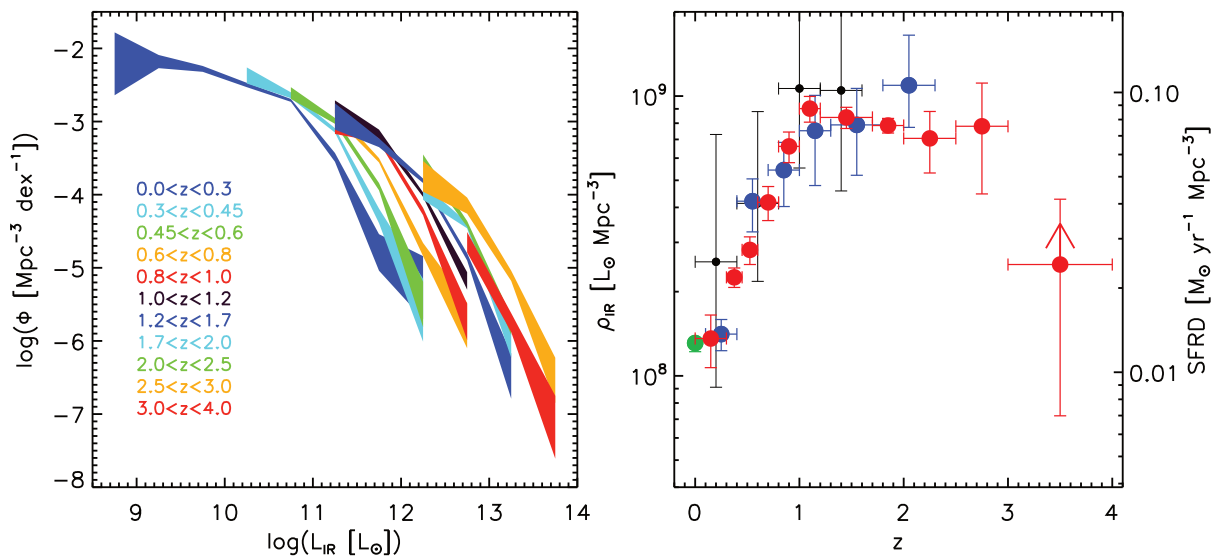 log(Φ [Mpc⁻³ dex⁻¹])
-2
-3
-4
-5
-6
-7
-8
0.0<z<0.3
0.3<z<0.45
0.45<z<0.6
0.6<z<0.8
0.8<z<1.0
1.0<z<1.2
1.2<z<1.7
1.7<z<2.0
2.0<z<2.5
2.5<z<3.0
3.0<z<4.0
9 10 11 12 13 14
log(L_IR [L⊙])
ρ_IR [L⊙ Mpc⁻³]
10⁹
10⁸
0 1 2 3 4
z
0.10
0.01
SFRD [M⊙ yr⁻¹ Mpc⁻³]